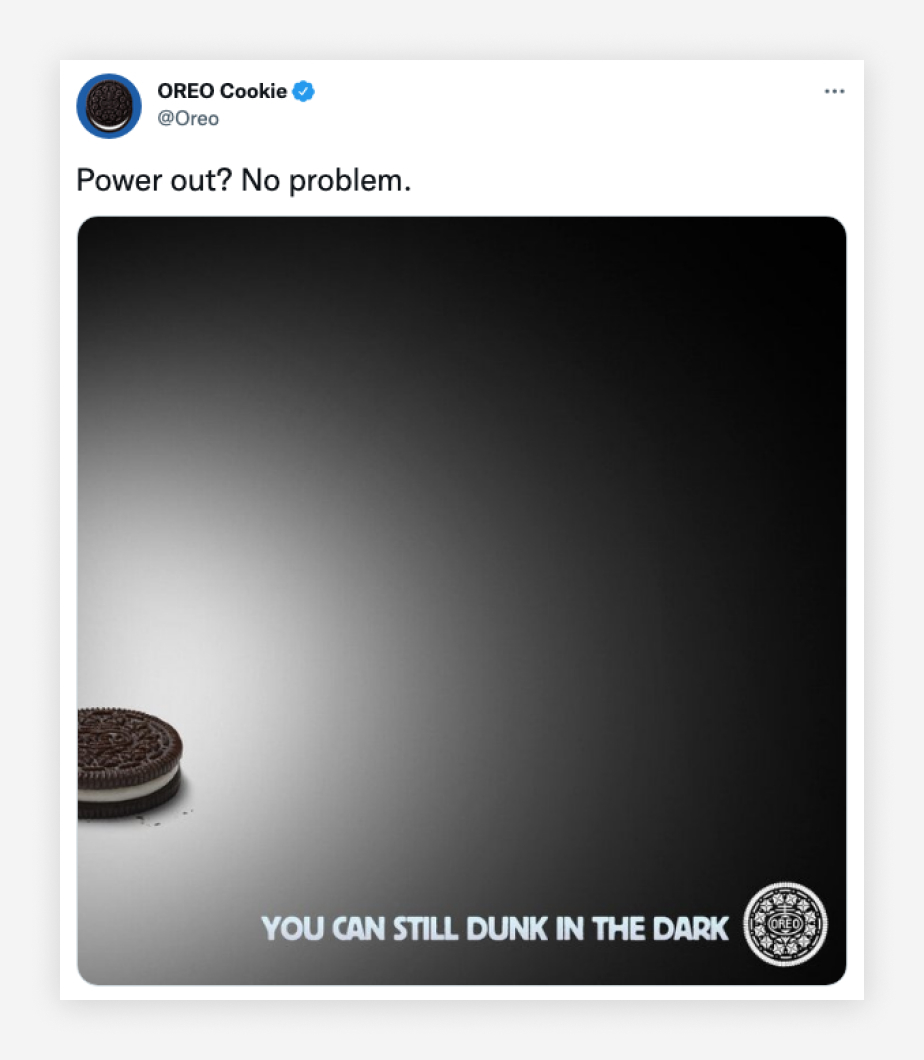 OREO Cookie
@Oreo
Power out? No problem.
YOU CAN STILL DUNK IN THE DARK
OREO